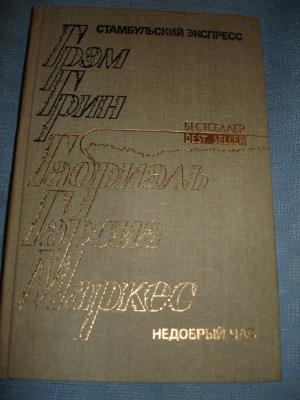 СТАМБУЛЬСКИЙ ЭКСПРЕСС
Грэм
Грин
БЕСТСЕЛЛЕР
BEST SELLER
Габриэль
Гарсиа
Маркес
НЕДОБРЫЙ ЧАС